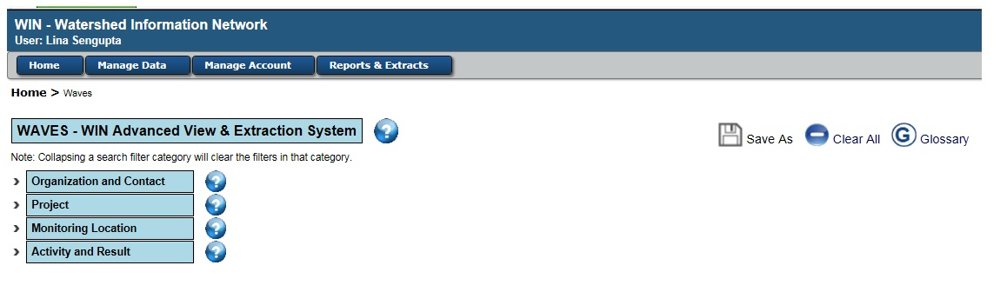 WIN - Watershed Information Network
User: Lina Sengupta
Home Manage Data Manage Account Reports & Extracts
Home > Waves
WAVES - WIN Advanced View & Extraction System ? Save As Clear All G Glossary
Note: Collapsing a search filter category will clear the filters in that category.
› Organization and Contact ?
› Project ?
› Monitoring Location ?
› Activity and Result ?